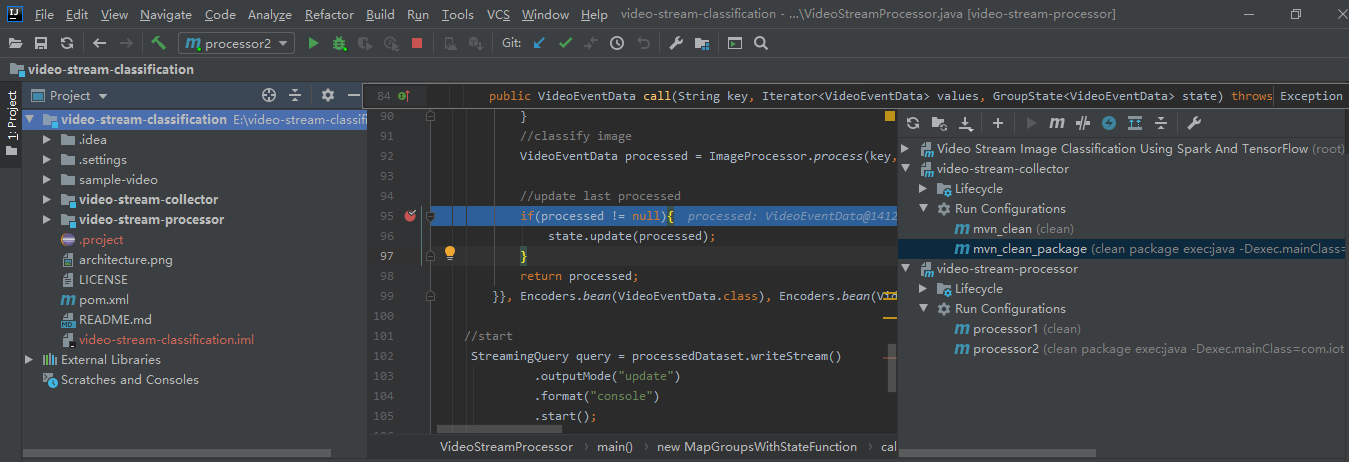 File Edit View Navigate Code Analyze Refactor Build Run Tools VCS Window Help video-stream-classification - ...\VideoStreamProcessor.java [video-stream-processor]
processor2 Git:
video-stream-classification
1: Project
Project
video-stream-classification E:\video-stream-classif
.idea
.settings
sample-video
video-stream-collector
video-stream-processor
.project
architecture.png
LICENSE
pom.xml
README.md
video-stream-classification.iml
External Libraries
Scratches and Consoles
84 public VideoEventData call(String key, Iterator<VideoEventData> values, GroupState<VideoEventData> state) throws Exception
90 }
91 //classify image
92 VideoEventData processed = ImageProcessor.process(key,
93
94 //update last processed
95 if(processed != null){ processed: VideoEventData@1412
96 state.update(processed);
97 }
98 return processed;
99 }}, Encoders.bean(VideoEventData.class), Encoders.bean(Vid
100
101 //start
102 StreamingQuery query = processedDataset.writeStream()
103 .outputMode("update")
104 .format("console")
105 .start();
VideoStreamProcessor main() new MapGroupsWithStateFunction cal
Video Stream Image Classification Using Spark And TensorFlow (root)
video-stream-collector
Lifecycle
Run Configurations
mvn_clean (clean)
mvn_clean_package (clean package exec:java -Dexec.mainClass=
video-stream-processor
Lifecycle
Run Configurations
processor1 (clean)
processor2 (clean package exec:java -Dexec.mainClass=com.iot